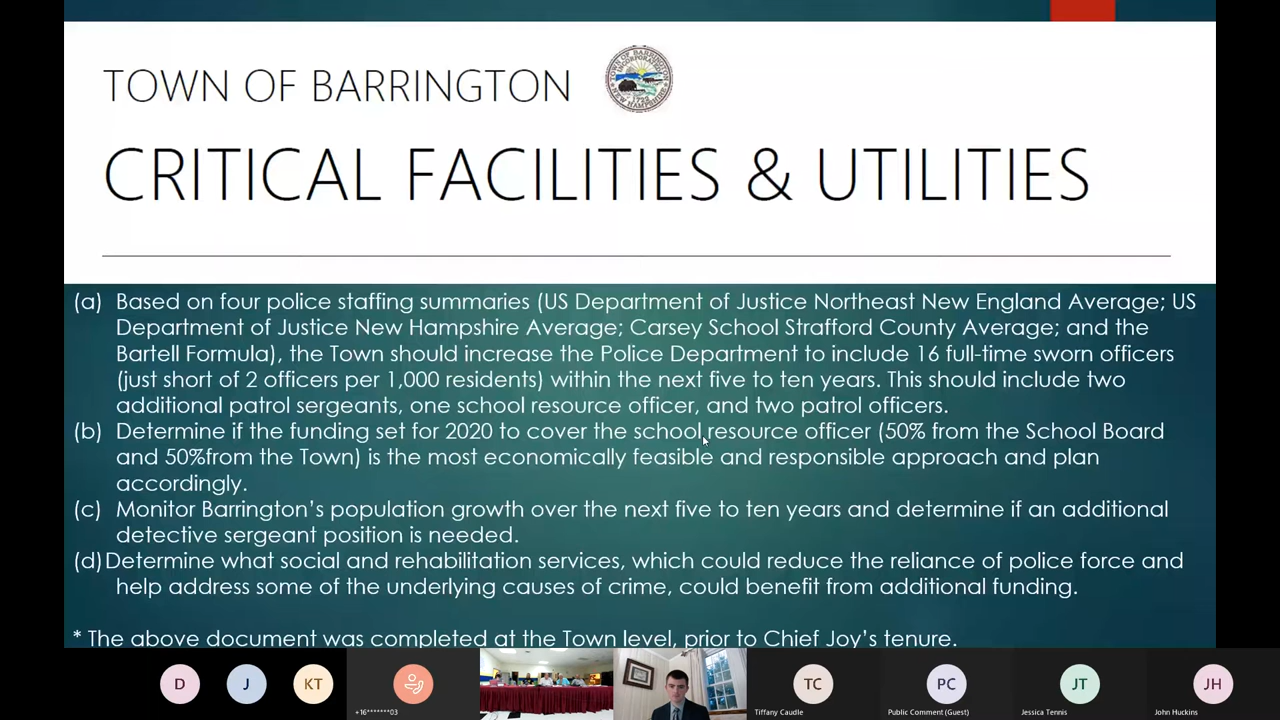 TOWN OF BARRINGTON
CRITICAL FACILITIES & UTILITIES
(a) Based on four police staffing summaries (US Department of Justice Northeast New England Average; US
Department of Justice New Hampshire Average; Carsey School Strafford County Average; and the
Bartell Formula), the Town should increase the Police Department to include 16 full-time sworn officers
(just short of 2 officers per 1,000 residents) within the next five to ten years. This should include two
additional patrol sergeants, one school resource officer, and two patrol officers.
(b) Determine if the funding set for 2020 to cover the school resource officer (50% from the School Board
and 50%from the Town) is the most economically feasible and responsible approach and plan
accordingly.
(c) Monitor Barrington’s population growth over the next five to ten years and determine if an additional
detective sergeant position is needed.
(d)Determine what social and rehabilitation services, which could reduce the reliance of police force and
help address some of the underlying causes of crime, could benefit from additional funding.
* The above document was completed at the Town level, prior to Chief Joy’s tenure.
D
J
KT
+16*******03
TC
Tiffany Caudle
PC
Public Comment (Guest)
JT
Jessica Tennis
JH
John Huckins